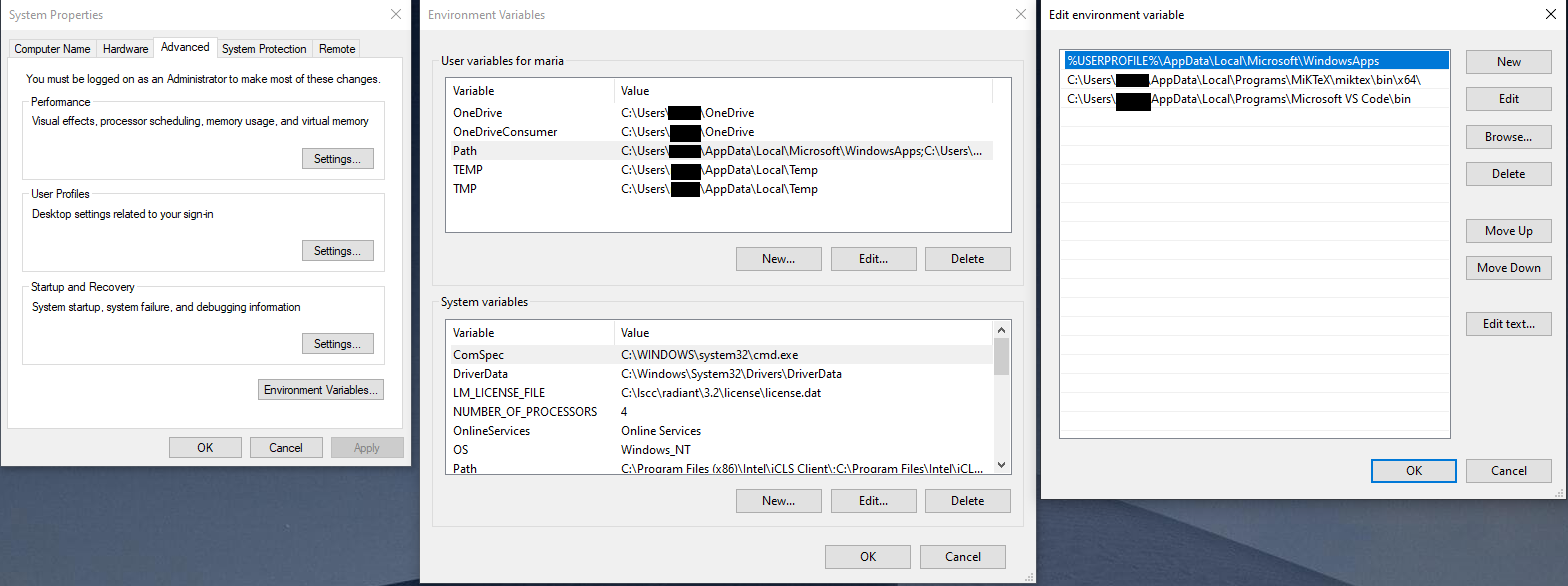 System Properties
Computer Name Hardware Advanced System Protection Remote
You must be logged on as an Administrator to make most of these changes.
Perfomance
Visual effects, processor scheduling, memory usage, and virtual memory
Settings...
User Profiles
Desktop settings related to your sign-in
Settings...
Startup and Recovery
System startup, system failure, and debugging information
Settings...
Environment Variables...
OK Cancel Apply
Environment Variables
User variables for maria
Variable Value
OneDrive C:\Users\ \OneDrive
OneDriveConsumer C:\Users\ \OneDrive
Path C:\Users\ \AppData\Local\Microsoft\WindowsApps;C:\Users\...
TEMP C:\Users\ \AppData\Local\Temp
TMP C:\Users\ \AppData\Local\Temp
New... Edit... Delete
System variables
Variable Value
ComSpec C:\WINDOWS\system32\cmd.exe
DriverData C:\Windows\System32\Drivers\DriverData
LM_LICENSE_FILE C:\lscc\radiant\3.2\license\license.dat
NUMBER_OF_PROCESSORS 4
OnlineServices Online Services
OS Windows_NT
Path C:\Program Files (x86)\Intel\iCLS Client\;C:\Program Files\Intel\iCL...
New... Edit... Delete
OK Cancel
Edit environment variable
%USERPROFILE%\AppData\Local\Microsoft\WindowsApps
C:\Users\ AppData\Local\Programs\MiKTeX\miktex\bin\x64\
C:\Users\ AppData\Local\Programs\Microsoft VS Code\bin
New
Edit
Browse...
Delete
Move Up
Move Down
Edit text...
OK Cancel